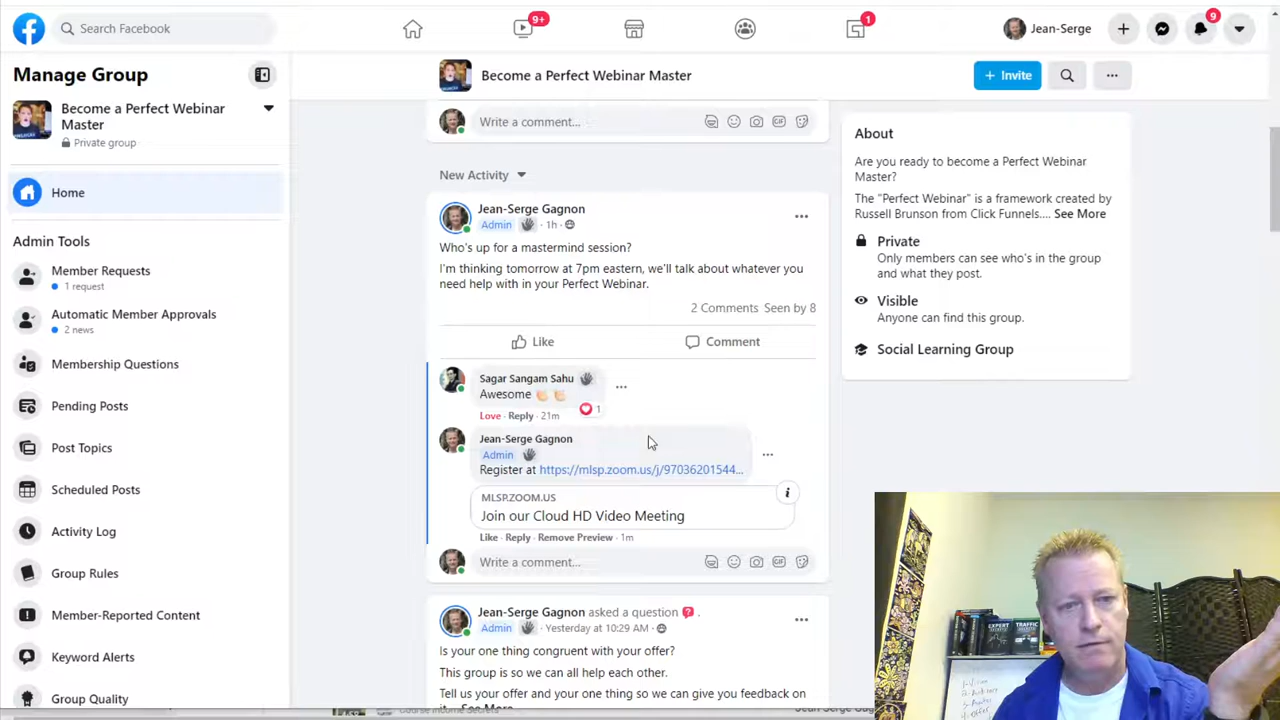 Search Facebook
9+
1
Jean-Serge
9
Manage Group
Become a Perfect Webinar
Master
Private group
Home
Admin Tools
Member Requests
1 request
Automatic Member Approvals
2 news
Membership Questions
Pending Posts
Post Topics
Scheduled Posts
Activity Log
Group Rules
Member-Reported Content
Keyword Alerts
Group Quality
Become a Perfect Webinar Master
+ Invite
Write a comment...
New Activity
Jean-Serge Gagnon
Admin · 1h ·
Who's up for a mastermind session?
I'm thinking tomorrow at 7pm eastern, we'll talk about whatever you
need help with in your Perfect Webinar.
2 Comments Seen by 8
Like Comment
Sagar Sangam Sahu
Awesome
1
Love · Reply · 21m
Jean-Serge Gagnon
Admin
Register at https://mlsp.zoom.us/j/97036201544...
MLSP.ZOOM.US
Join our Cloud HD Video Meeting
Like · Reply · Remove Preview · 1m
Write a comment...
Jean-Serge Gagnon asked a question .
Admin · Yesterday at 10:29 AM ·
Is your one thing congruent with your offer?
This group is so we can all help each other.
Tell us your offer and your one thing so we can give you feedback on
See More
About
Are you ready to become a Perfect Webinar
Master?
The "Perfect Webinar" is a framework created by
Russell Brunson from Click Funnels.... See More
Private
Only members can see who's in the group
and what they post.
Visible
Anyone can find this group.
Social Learning Group
EXPERT
TRAFFIC